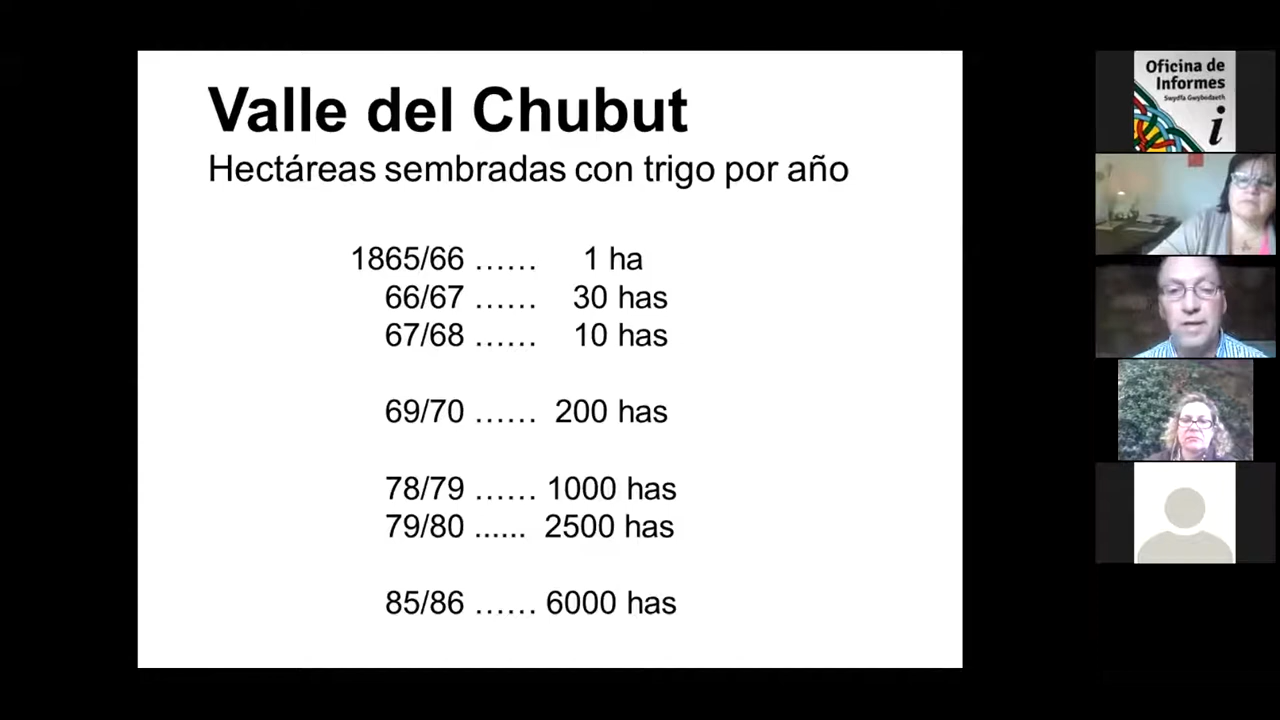 Valle del Chubut
Hectáreas sembradas con trigo por año
1865/66 …… 1 ha
66/67 …… 30 has
67/68 …… 10 has
69/70 …… 200 has
78/79 …… 1000 has
79/80 ...... 2500 has
85/86 …… 6000 has
Oficina de
Informes
Swyddfa Gwybodaeth
i